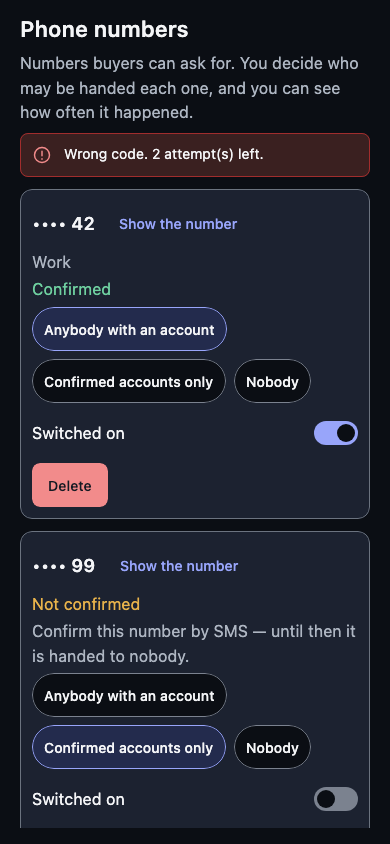 Phone numbers
Numbers buyers can ask for. You decide who
may be handed each one, and you can see
how often it happened.
Wrong code. 2 attempt(s) left.
•••• 42 Show the number
Work
Confirmed
Anybody with an account
Confirmed accounts only Nobody
Switched on
Delete
•••• 99 Show the number
Not confirmed
Confirm this number by SMS — until then it
is handed to nobody.
Anybody with an account
Confirmed accounts only Nobody
Switched on